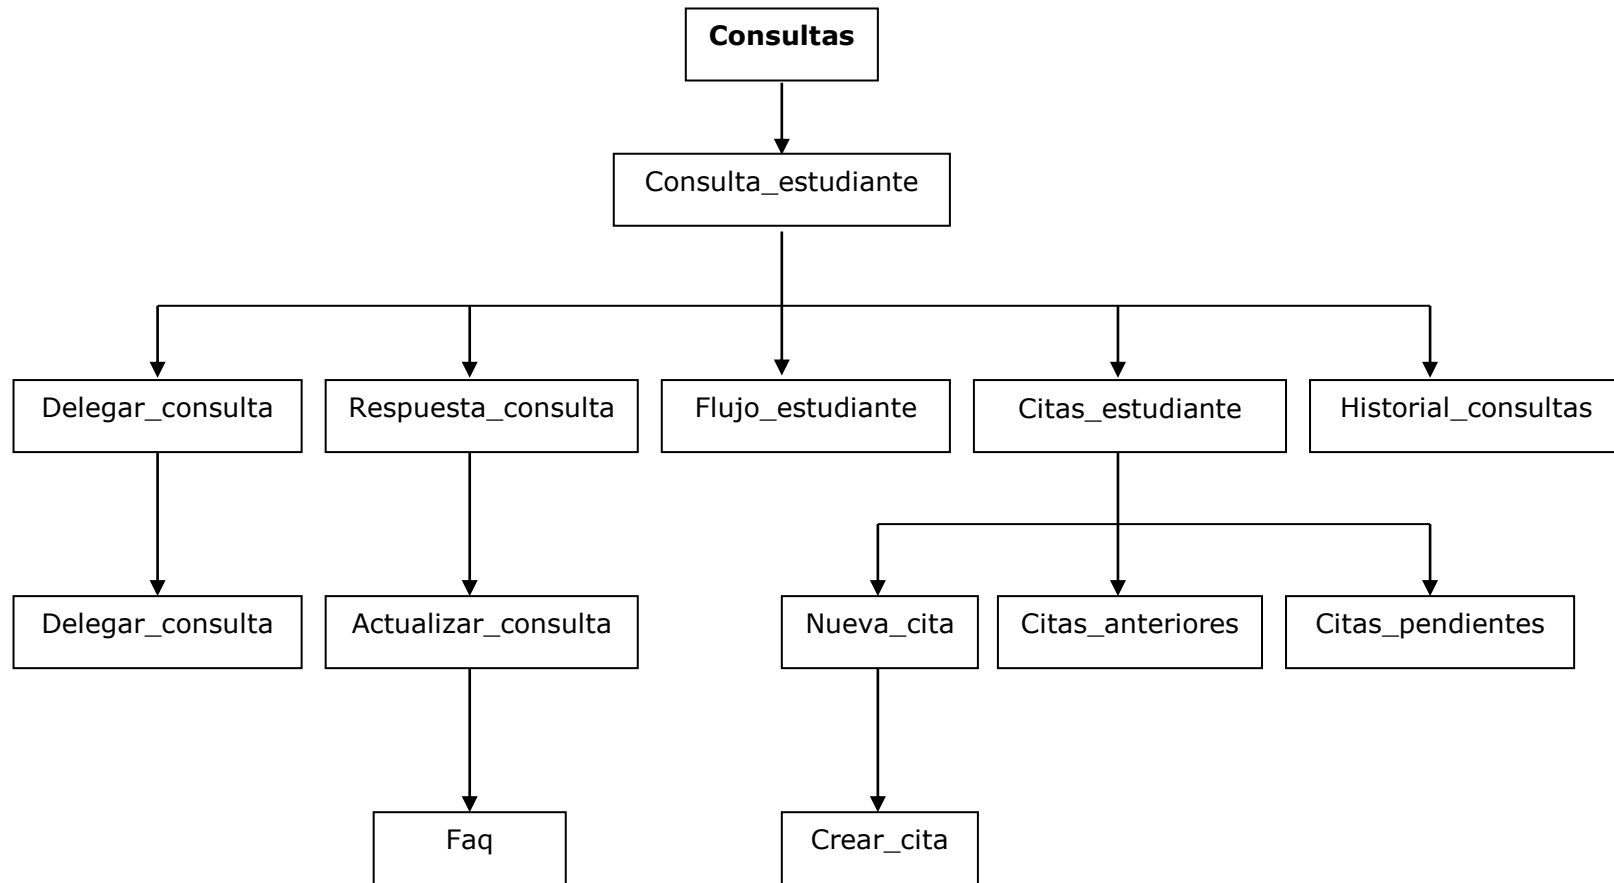 Consultas
Consulta_estudiante
Delegar_consulta
Respuesta_consulta
Flujo_estudiante
Citas_estudiante
Historial_consultas
Delegar_consulta
Actualizar_consulta
Nueva_cita
Citas_anteriores
Citas_pendientes
Faq
Crear_cita